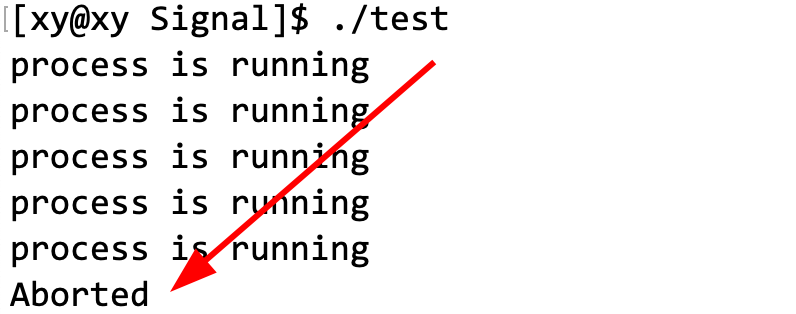 [xy@xy Signal]$ ./test
process is running
process is running
process is running
process is running
process is running
Aborted